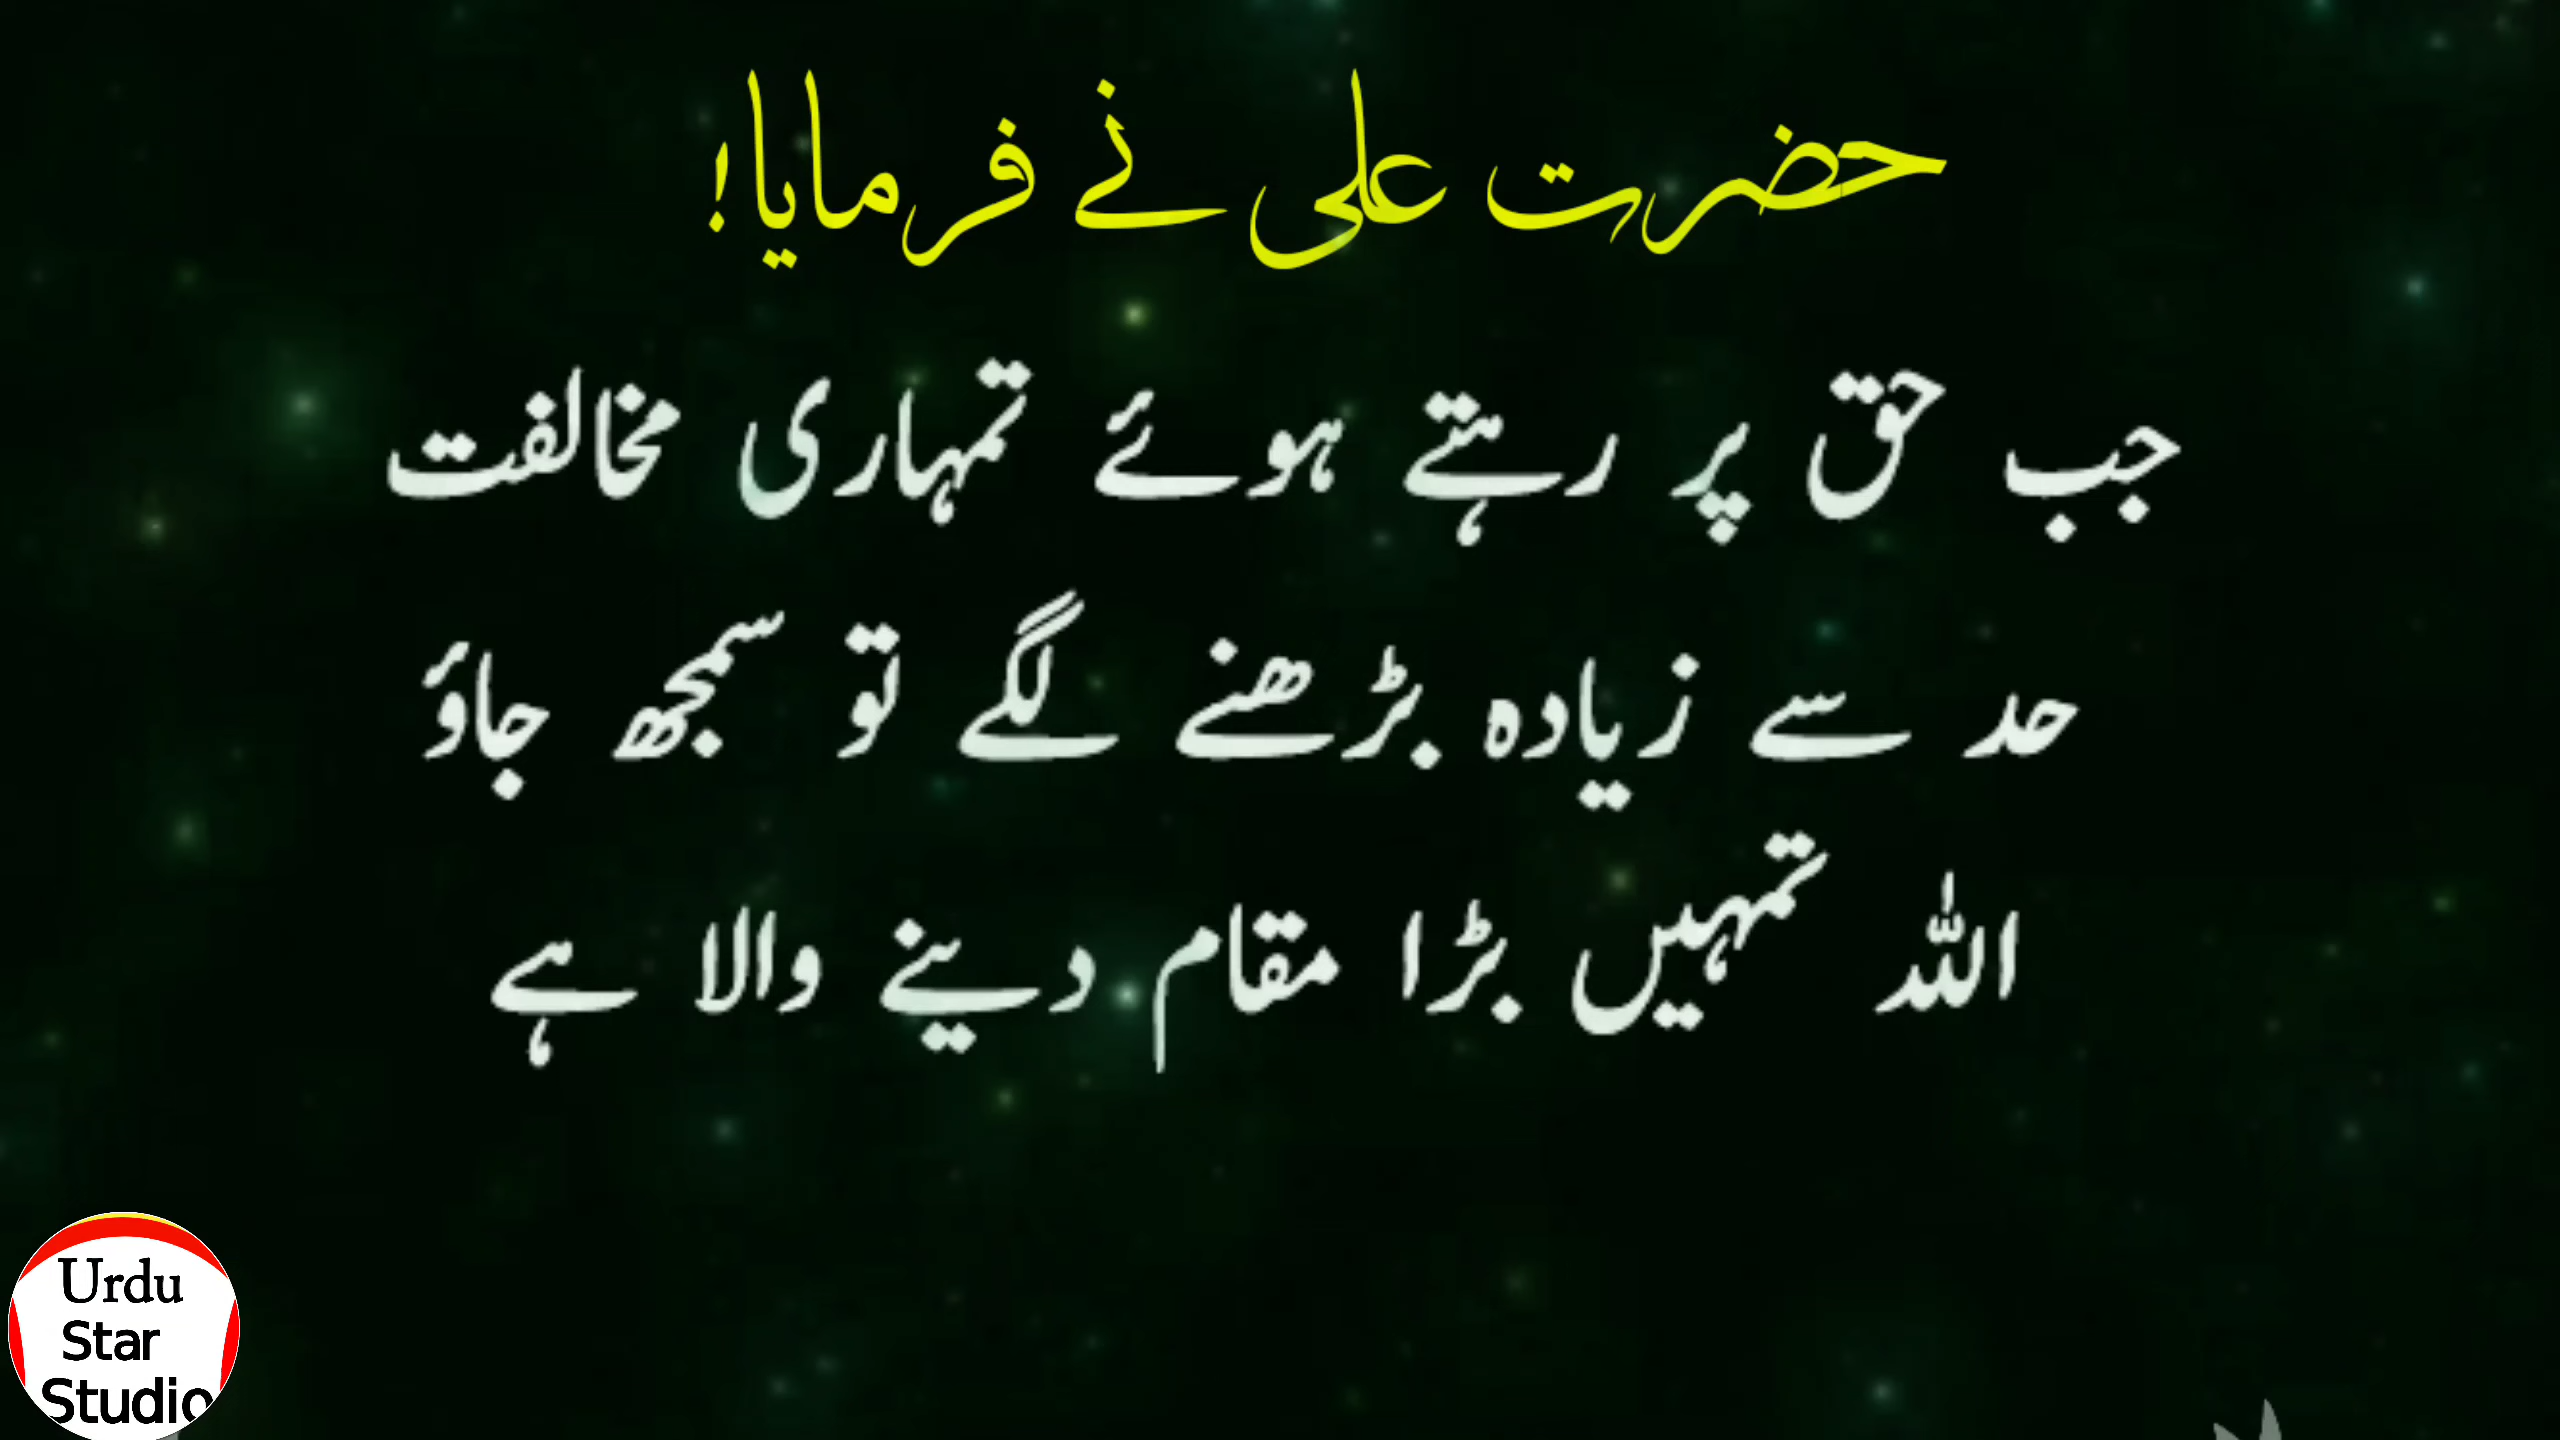 حضرت علی نے فرمایا!
جب حق پر رہتے ہوئے تمہاری مخالفت
حد سے زیادہ بڑھنے لگے تو سمجھ جاؤ
اللہ تمہیں بڑا مقام دینے والا ہے
Urdu
Star
Studio